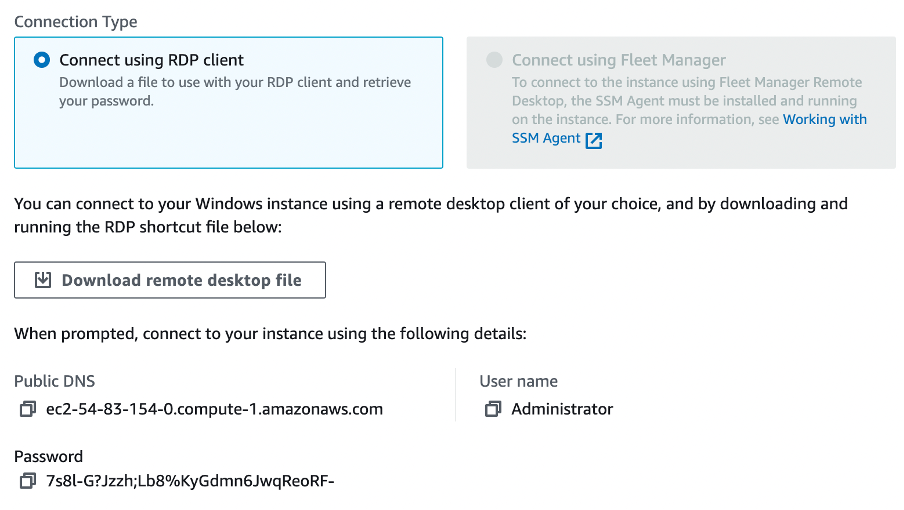 Connection Type
Connect using RDP client
Download a file to use with your RDP client and retrieve
your password.
Connect using Fleet Manager
To connect to the instance using Fleet Manager Remote
Desktop, the SSM Agent must be installed and running
on the instance. For more information, see Working with
SSM Agent
You can connect to your Windows instance using a remote desktop client of your choice, and by downloading and
running the RDP shortcut file below:
Download remote desktop file
When prompted, connect to your instance using the following details:
Public DNS
ec2-54-83-154-0.compute-1.amazonaws.com
User name
Administrator
Password
7s8l-G?Jzzh;Lb8%KyGdmn6JwqReoRF-